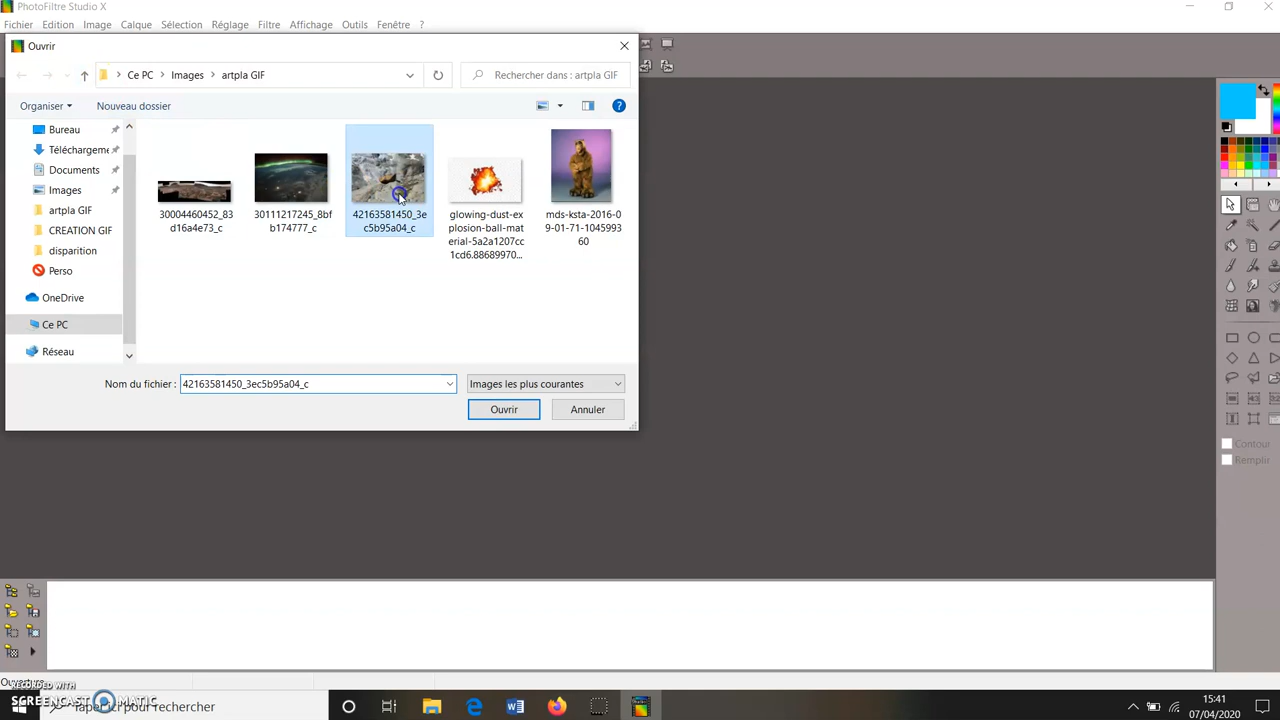 PhotoFiltre Studio X
Fichier Edition Image Calque Sélection Réglage Filtre Affichage Outils Fenêtre ?
Ouvrir
Ce PC Images artpla GIF
Rechercher dans : artpla GIF
Organiser Nouveau dossier
Bureau
Téléchargeme
Documents
Images
artpla GIF
CREATION GIF
disparition
Perso
OneDrive
Ce PC
Réseau
30004460452_83
d16a4e73_c
30111217245_8bf
b174777_c
42163581450_3e
c5b95a04_c
glowing-dust-ex
plosion-ball-mat
erial-5a2a1207cc
1cd6.88689970...
mds-ksta-2016-0
9-01-71-1045993
60
Nom du fichier : 42163581450_3ec5b95a04_c Images les plus courantes
Ouvrir Annuler
Contour
Remplir
RECORDED WITH
SCREENCAST MATIC
Taper ici pour rechercher
15:41
07/04/2020